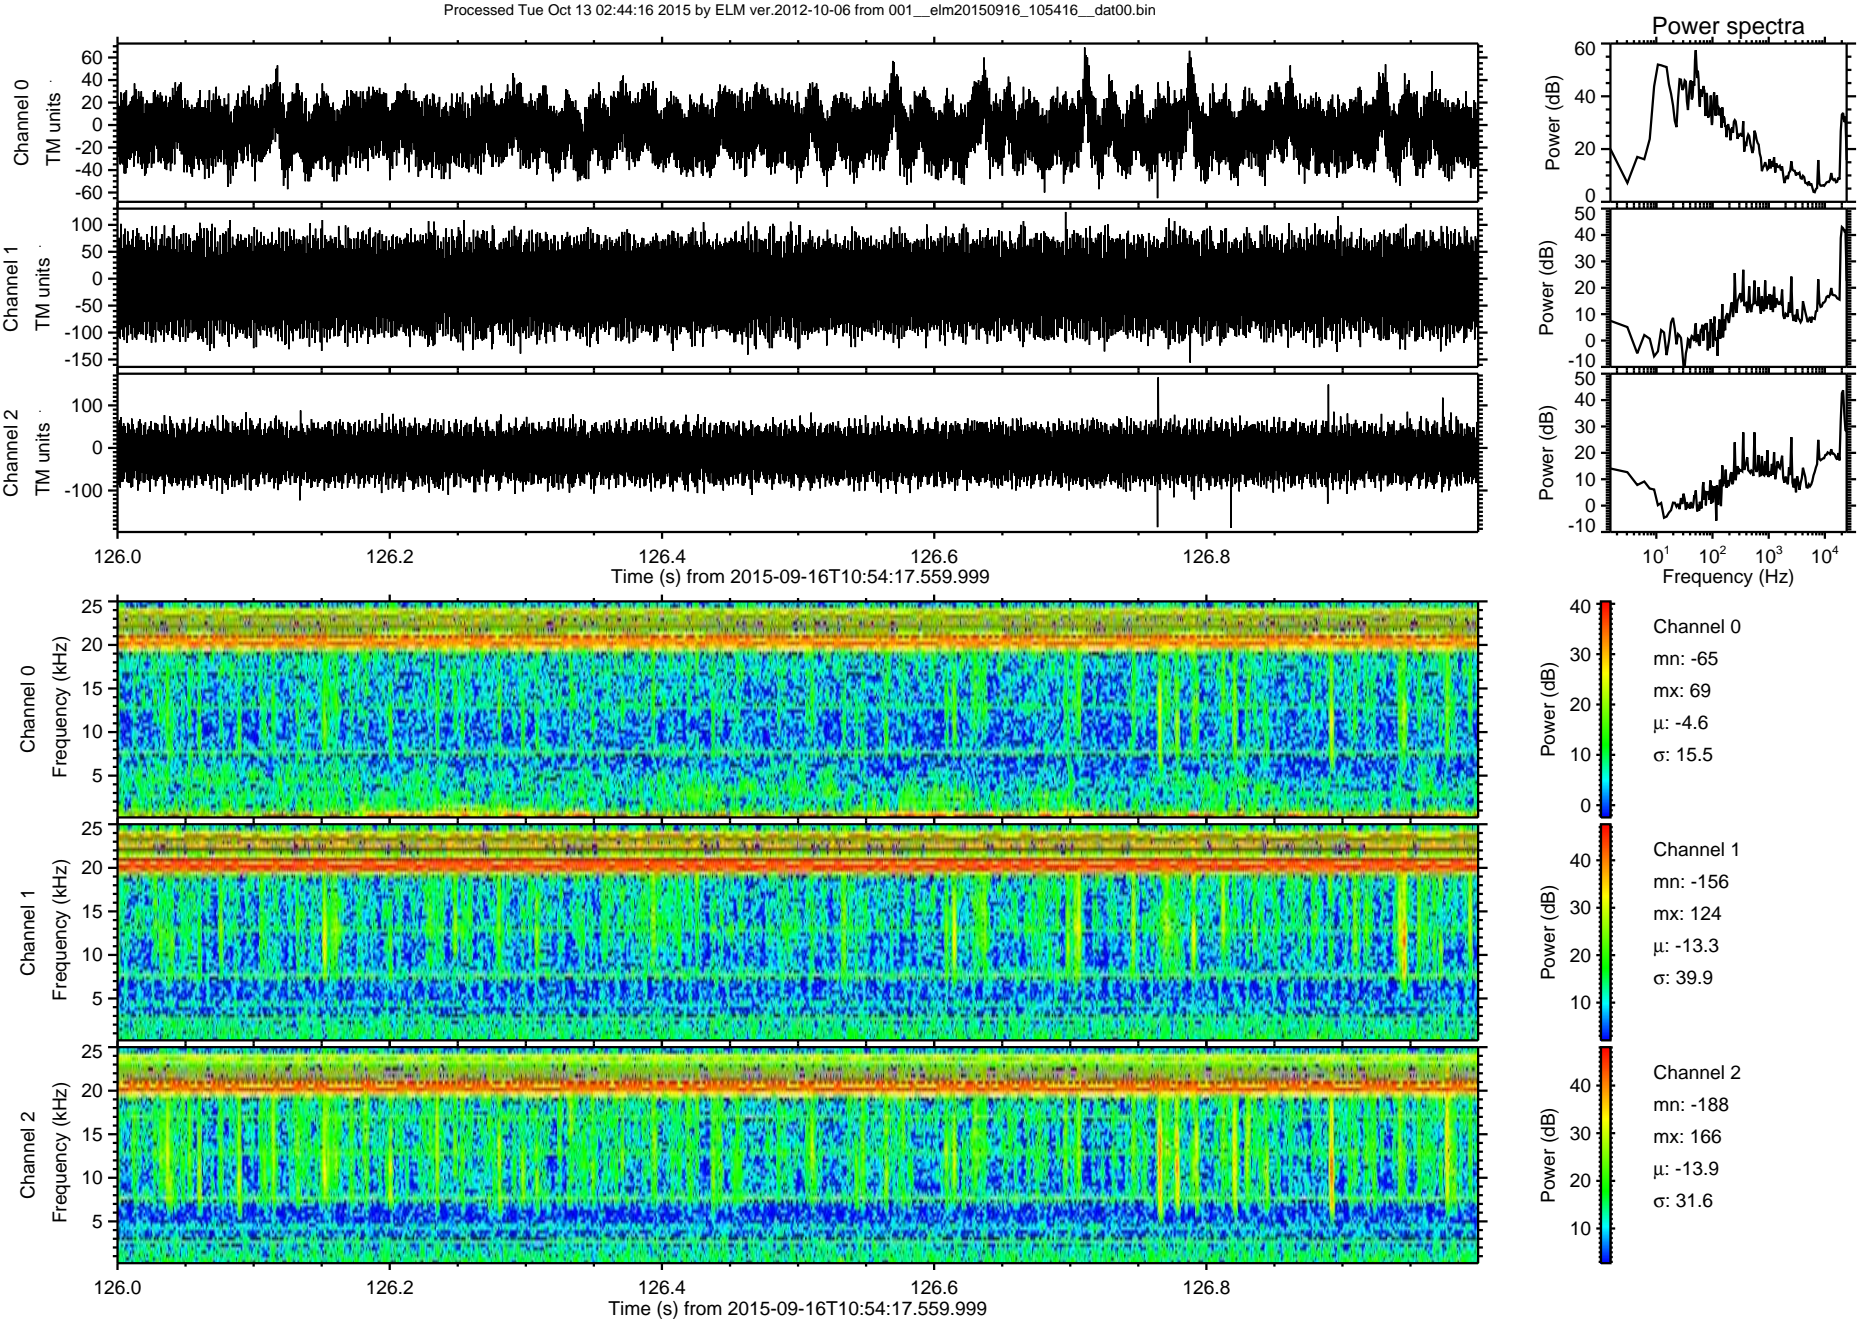 Processed Tue Oct 13 02:44:16 2015 by ELM ver.2012-10-06 from 001__elm20150916_105416__dat00.bin
Power spectra
Channel 0
TM units
60
40
20
0
-20
-40
-60
Power (dB)
60
40
20
0
Channel 1
TM units
100
50
0
-50
-100
-150
Power (dB)
50
40
30
20
10
0
-10
Channel 2
TM units
100
0
-100
Power (dB)
50
40
30
20
10
0
-10
126.0 126.2 126.4 126.6 126.8
Time (s) from 2015-09-16T10:54:17.559.999
10^1 10^2 10^3 10^4
Frequency (Hz)
Channel 0
Frequency (kHz)
25
20
15
10
5
Power (dB)
40
30
20
10
0
Channel 0
mn: -65
mx: 69
μ: -4.6
σ: 15.5
Channel 1
Frequency (kHz)
25
20
15
10
5
Power (dB)
40
30
20
10
Channel 1
mn: -156
mx: 124
μ: -13.3
σ: 39.9
Channel 2
Frequency (kHz)
25
20
15
10
5
Power (dB)
40
30
20
10
Channel 2
mn: -188
mx: 166
μ: -13.9
σ: 31.6
126.0 126.2 126.4 126.6 126.8
Time (s) from 2015-09-16T10:54:17.559.999